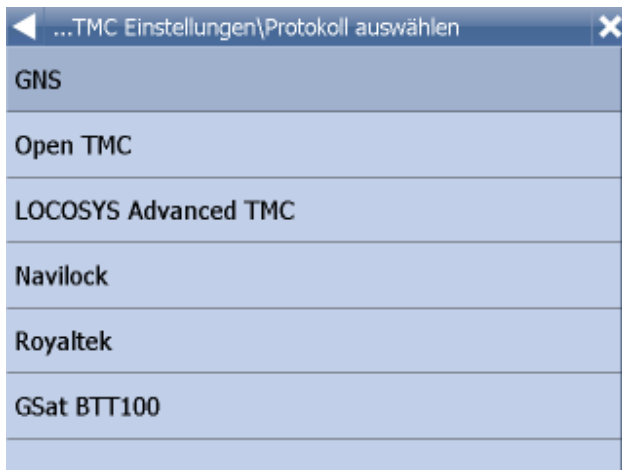 ...TMC Einstellungen\Protokoll auswählen
GNS
Open TMC
LOCOSYS Advanced TMC
Navilock
Royaltek
GSat BTT100